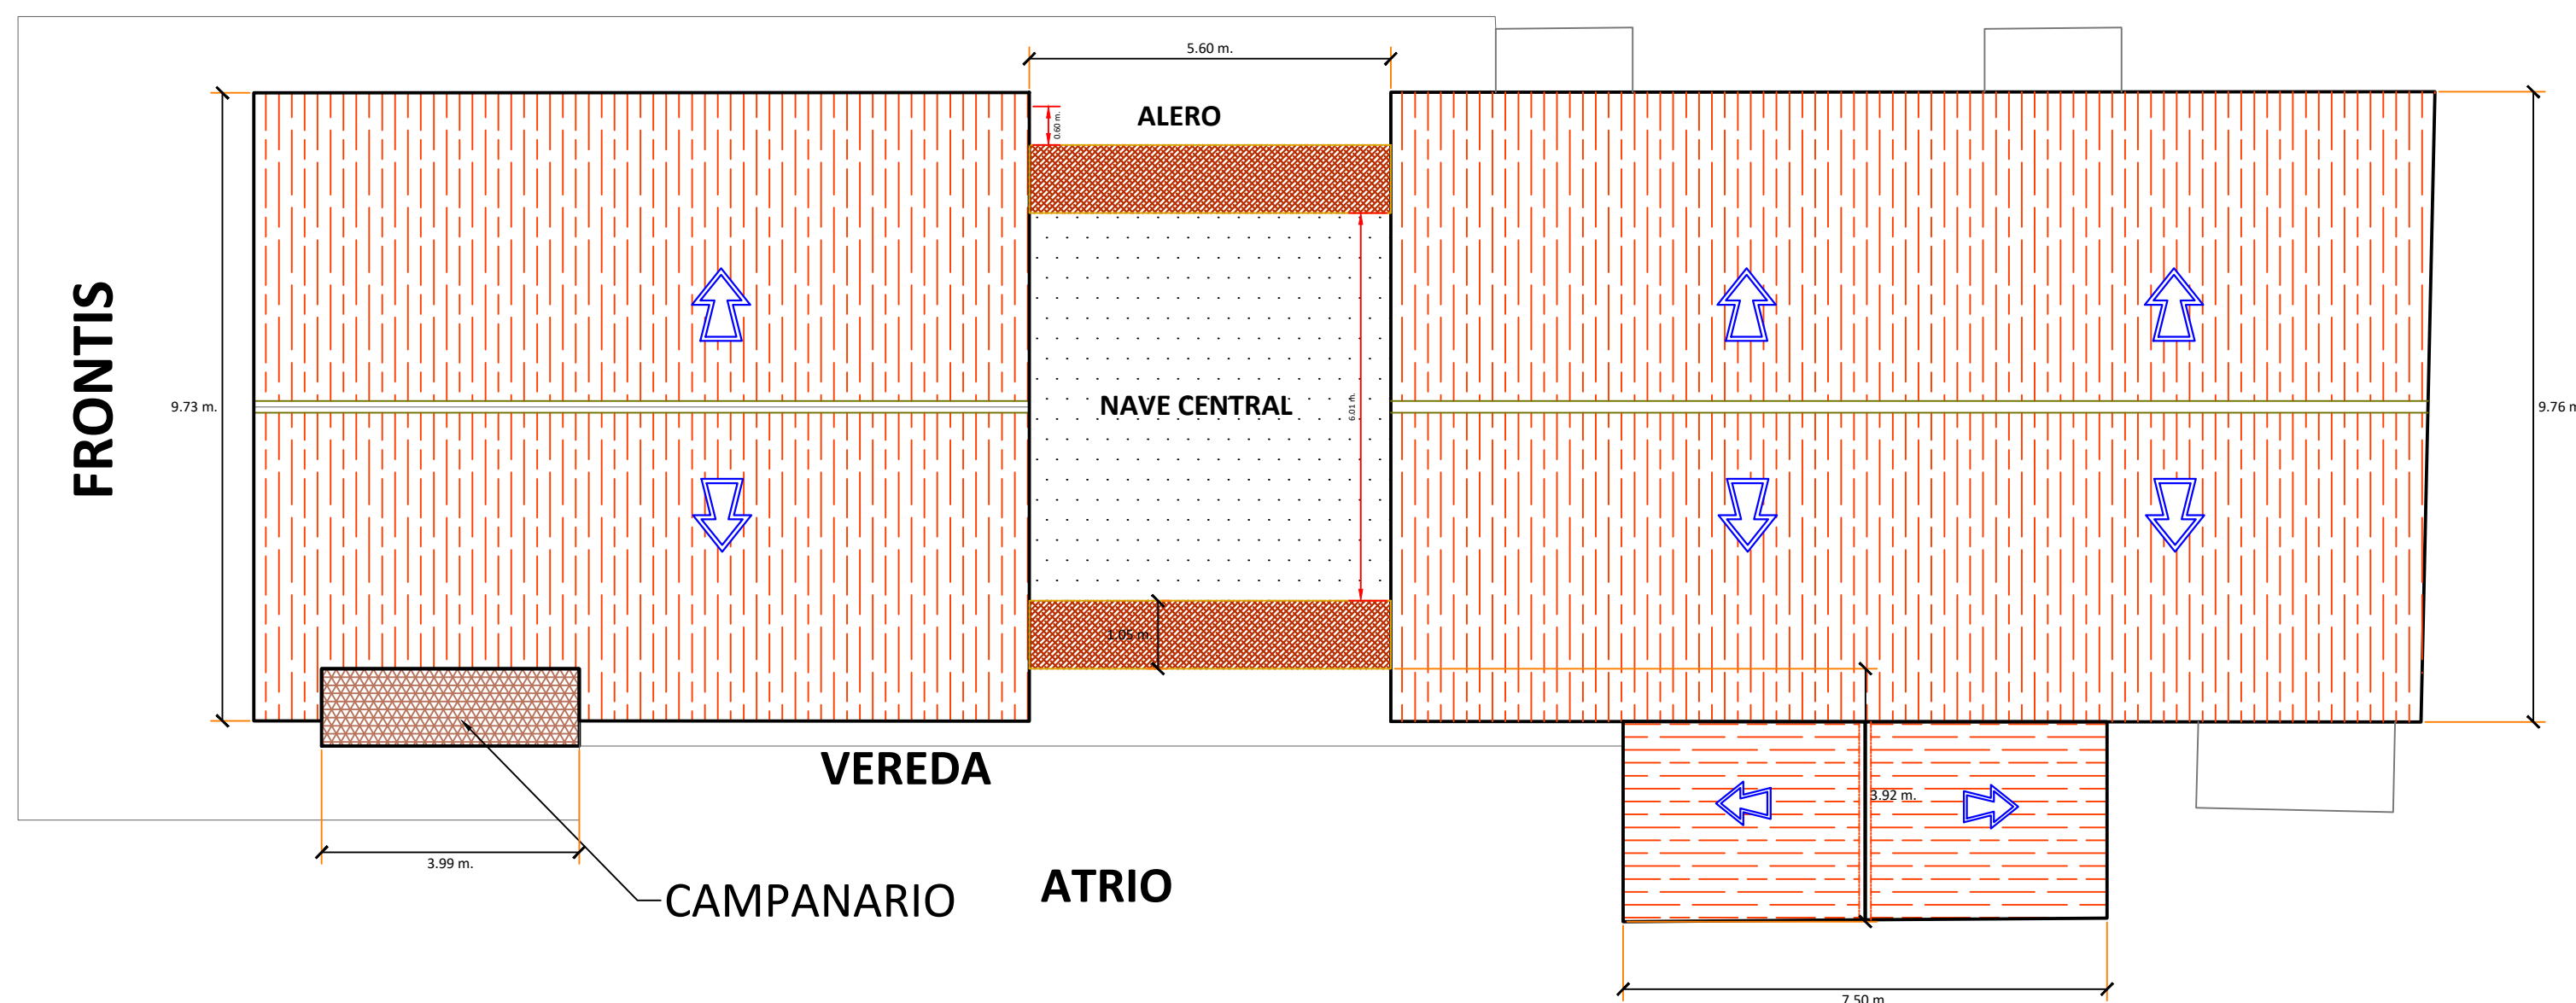 5.60 m.
ALERO
0.60 m.
FRONTIS
9.73 m.
NAVE CENTRAL
6.01 m.
9.76 m
1.05 m.
VEREDA
3.92 m.
3.99 m.
CAMPANARIO
ATRIO
7.50 m